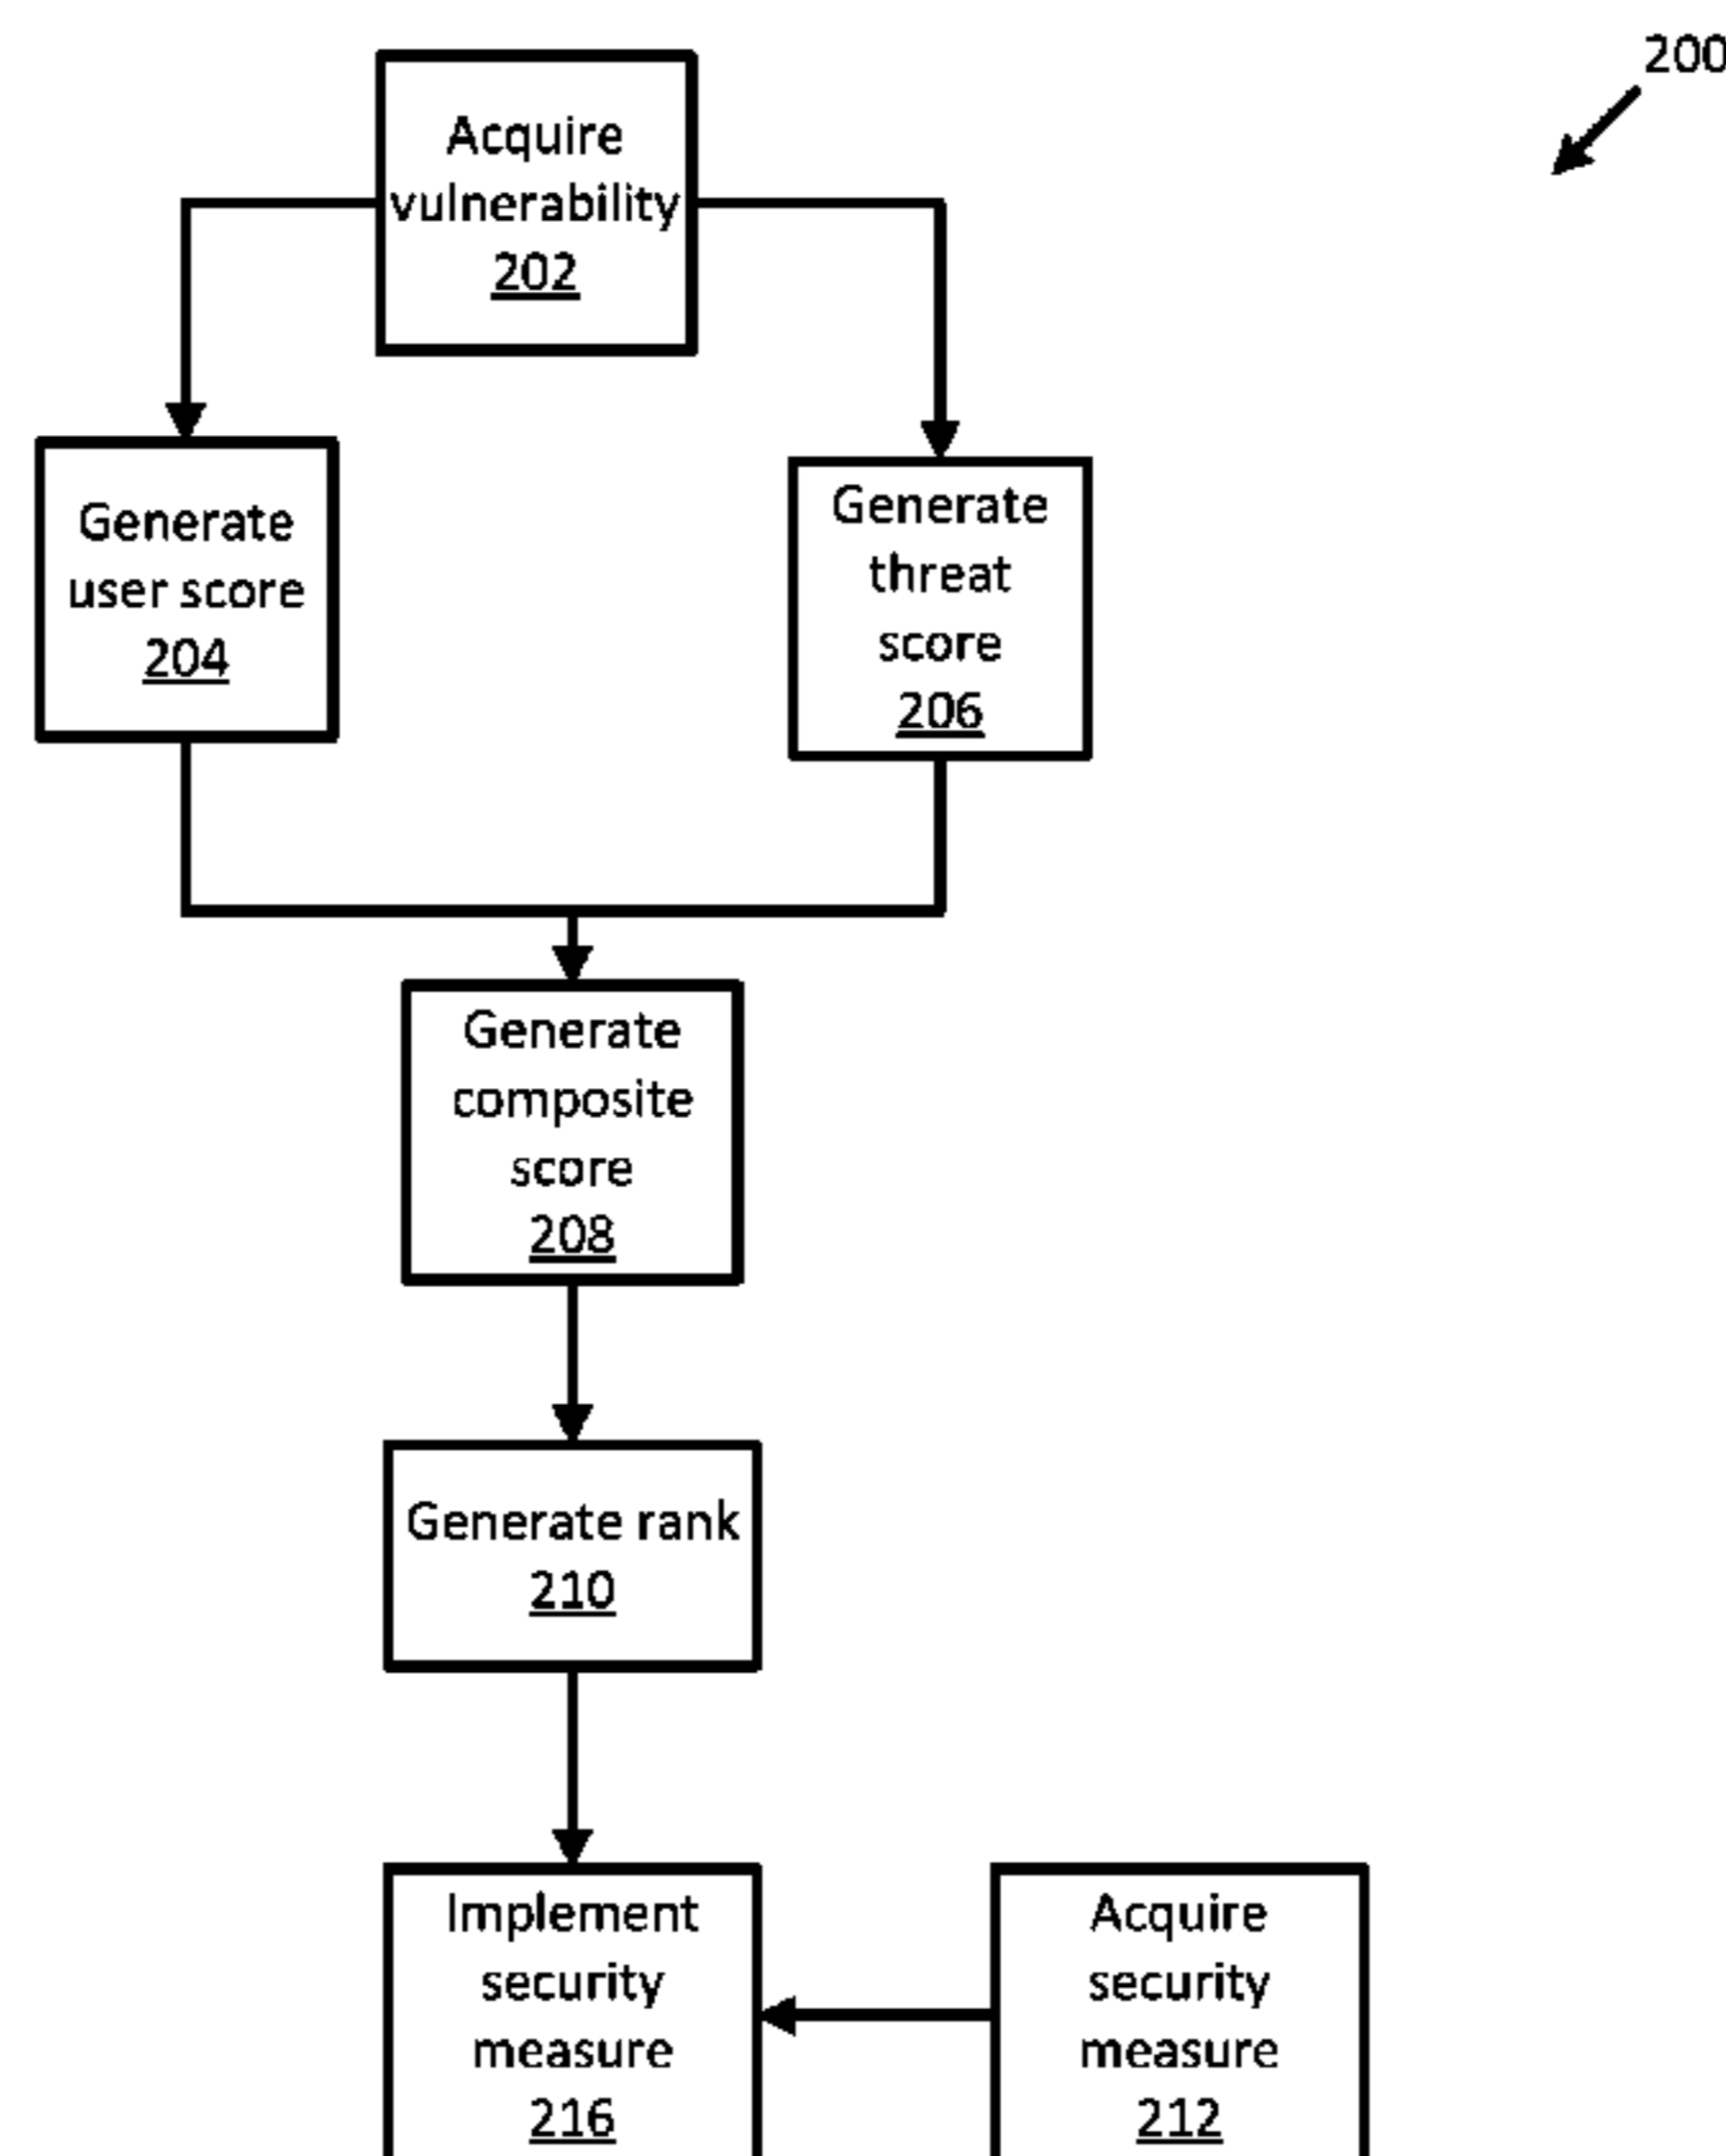 200
Acquire
vulnerability
202
Generate
user score
204
Generate
threat
score
206
Generate
composite
score
208
Generate rank
210
Implement
security
measure
216
Acquire
security
measure
212